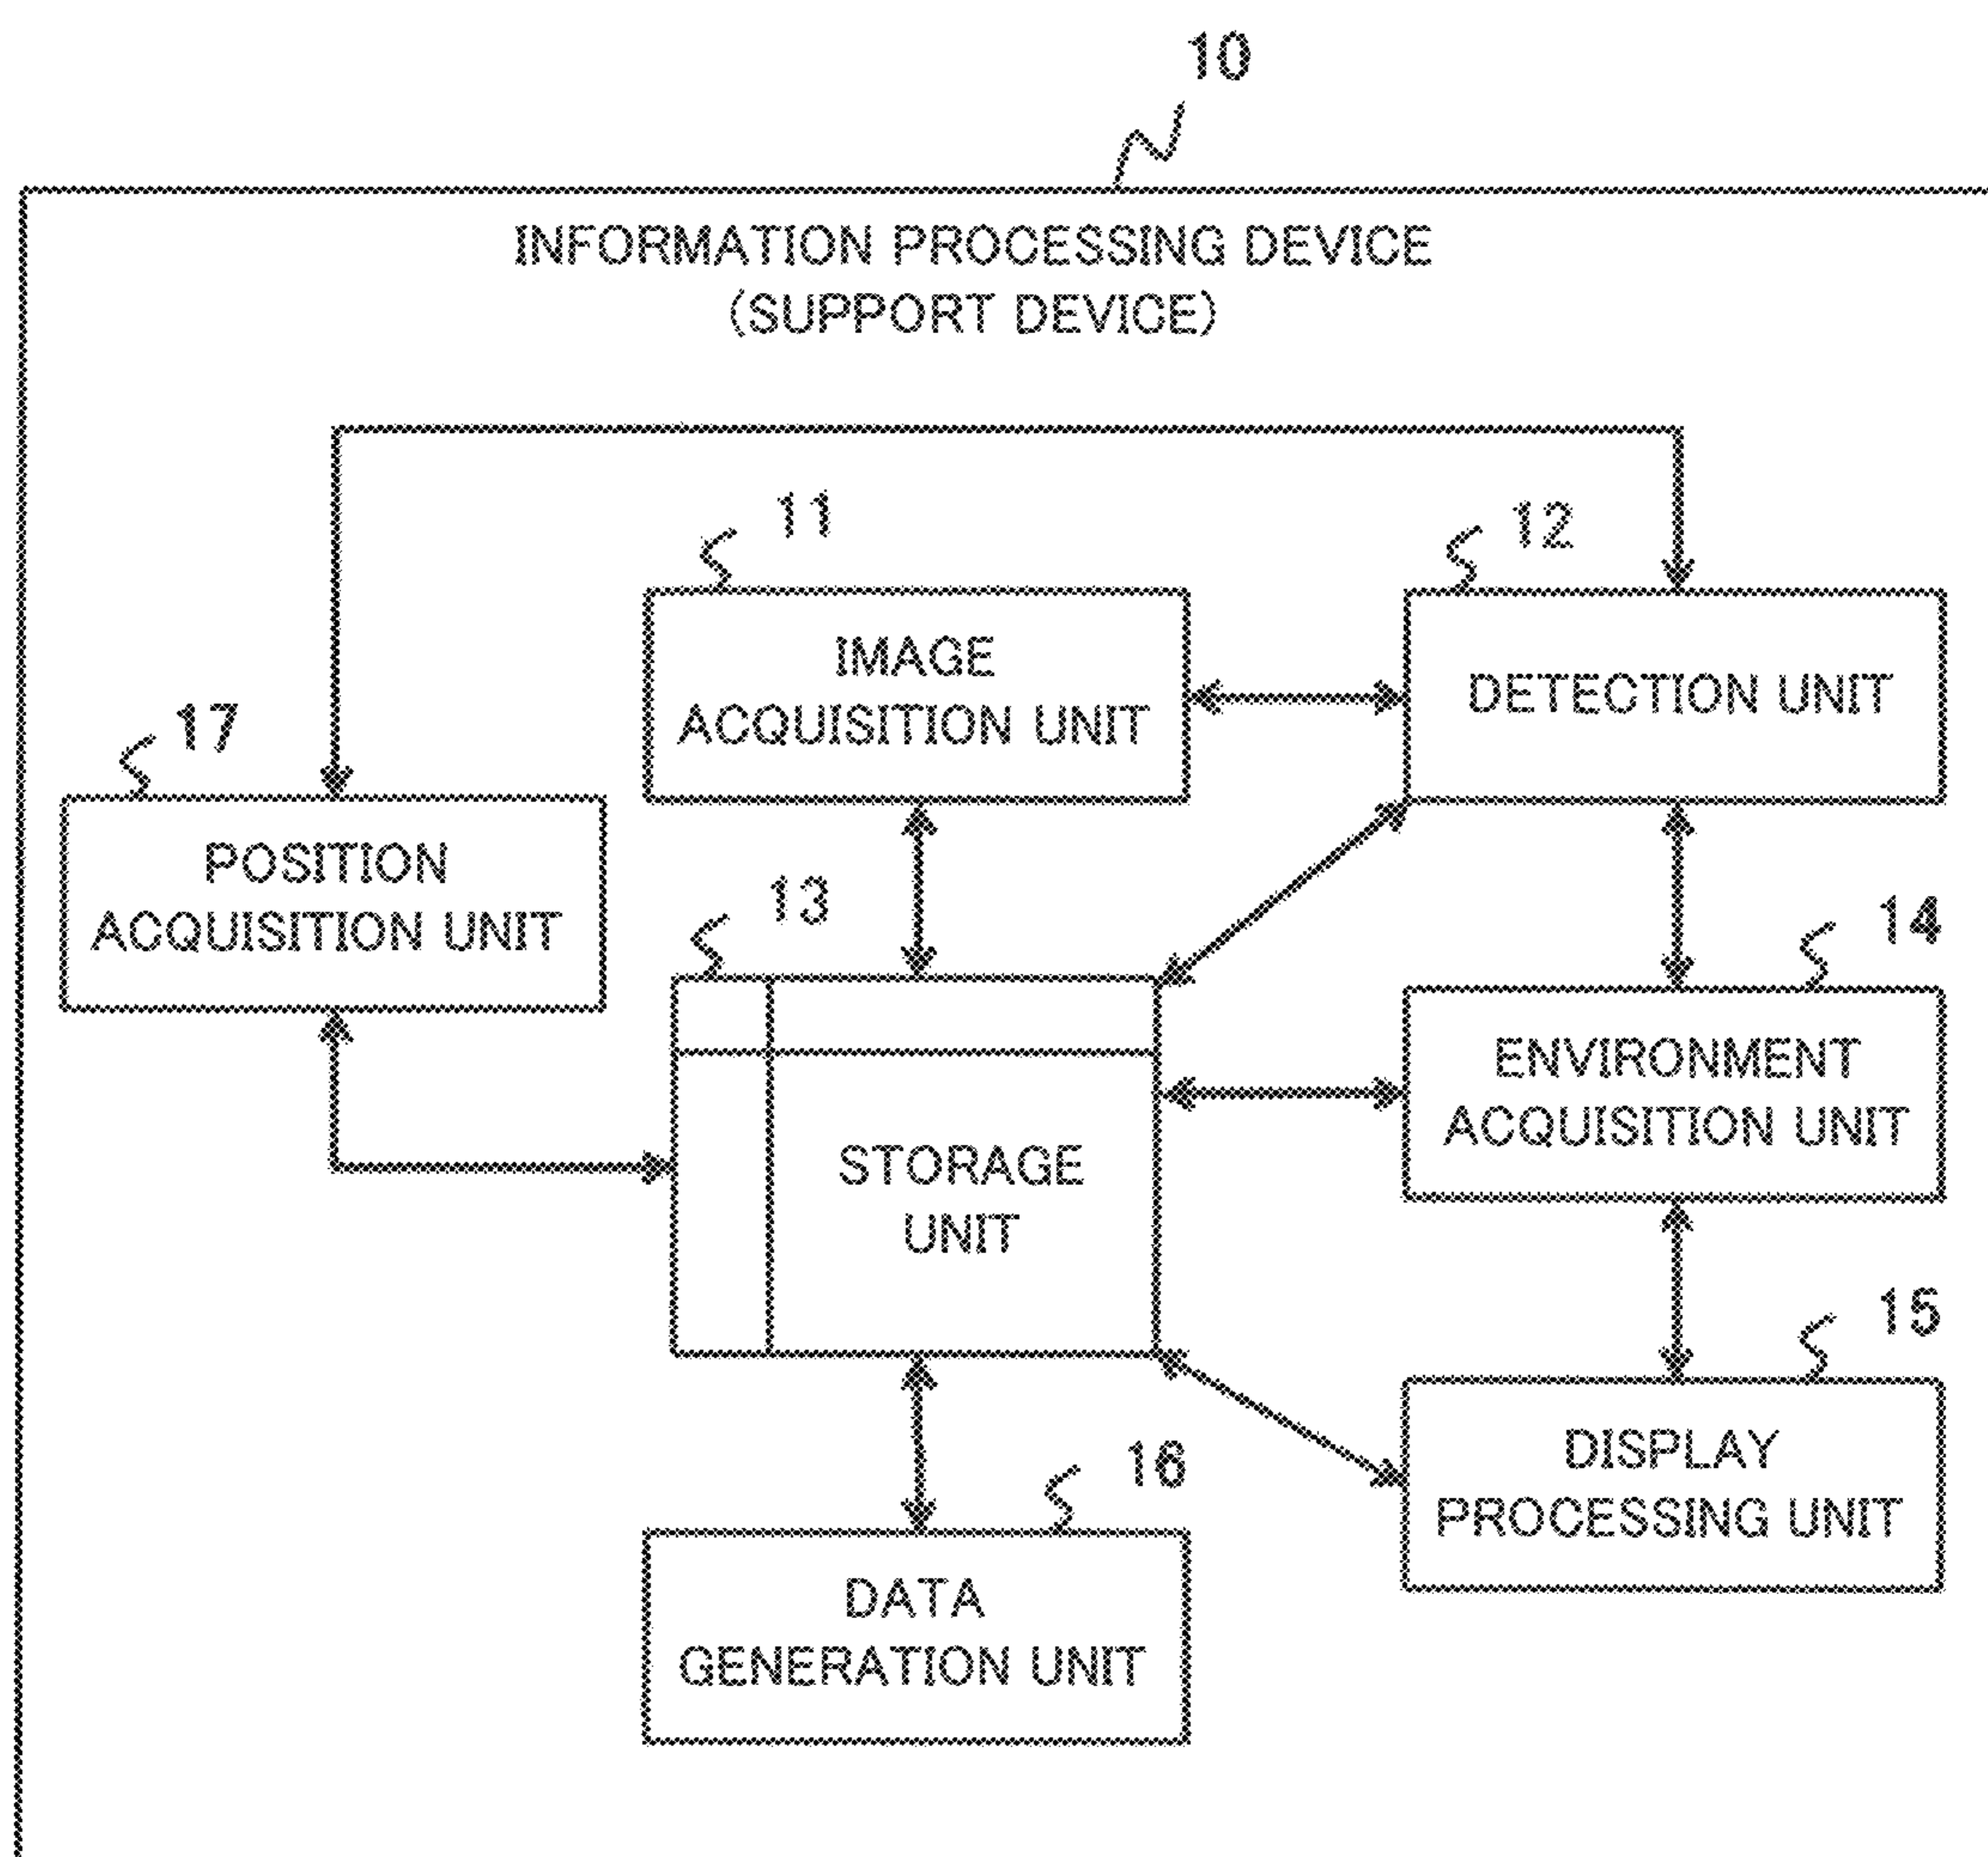 10
INFORMATION PROCESSING DEVICE
(SUPPORT DEVICE)
11
12
IMAGE
ACQUISITION UNIT
DETECTION UNIT
17
POSITION
ACQUISITION UNIT
13
14
STORAGE
UNIT
ENVIRONMENT
ACQUISITION UNIT
15
DISPLAY
PROCESSING UNIT
16
DATA
GENERATION UNIT